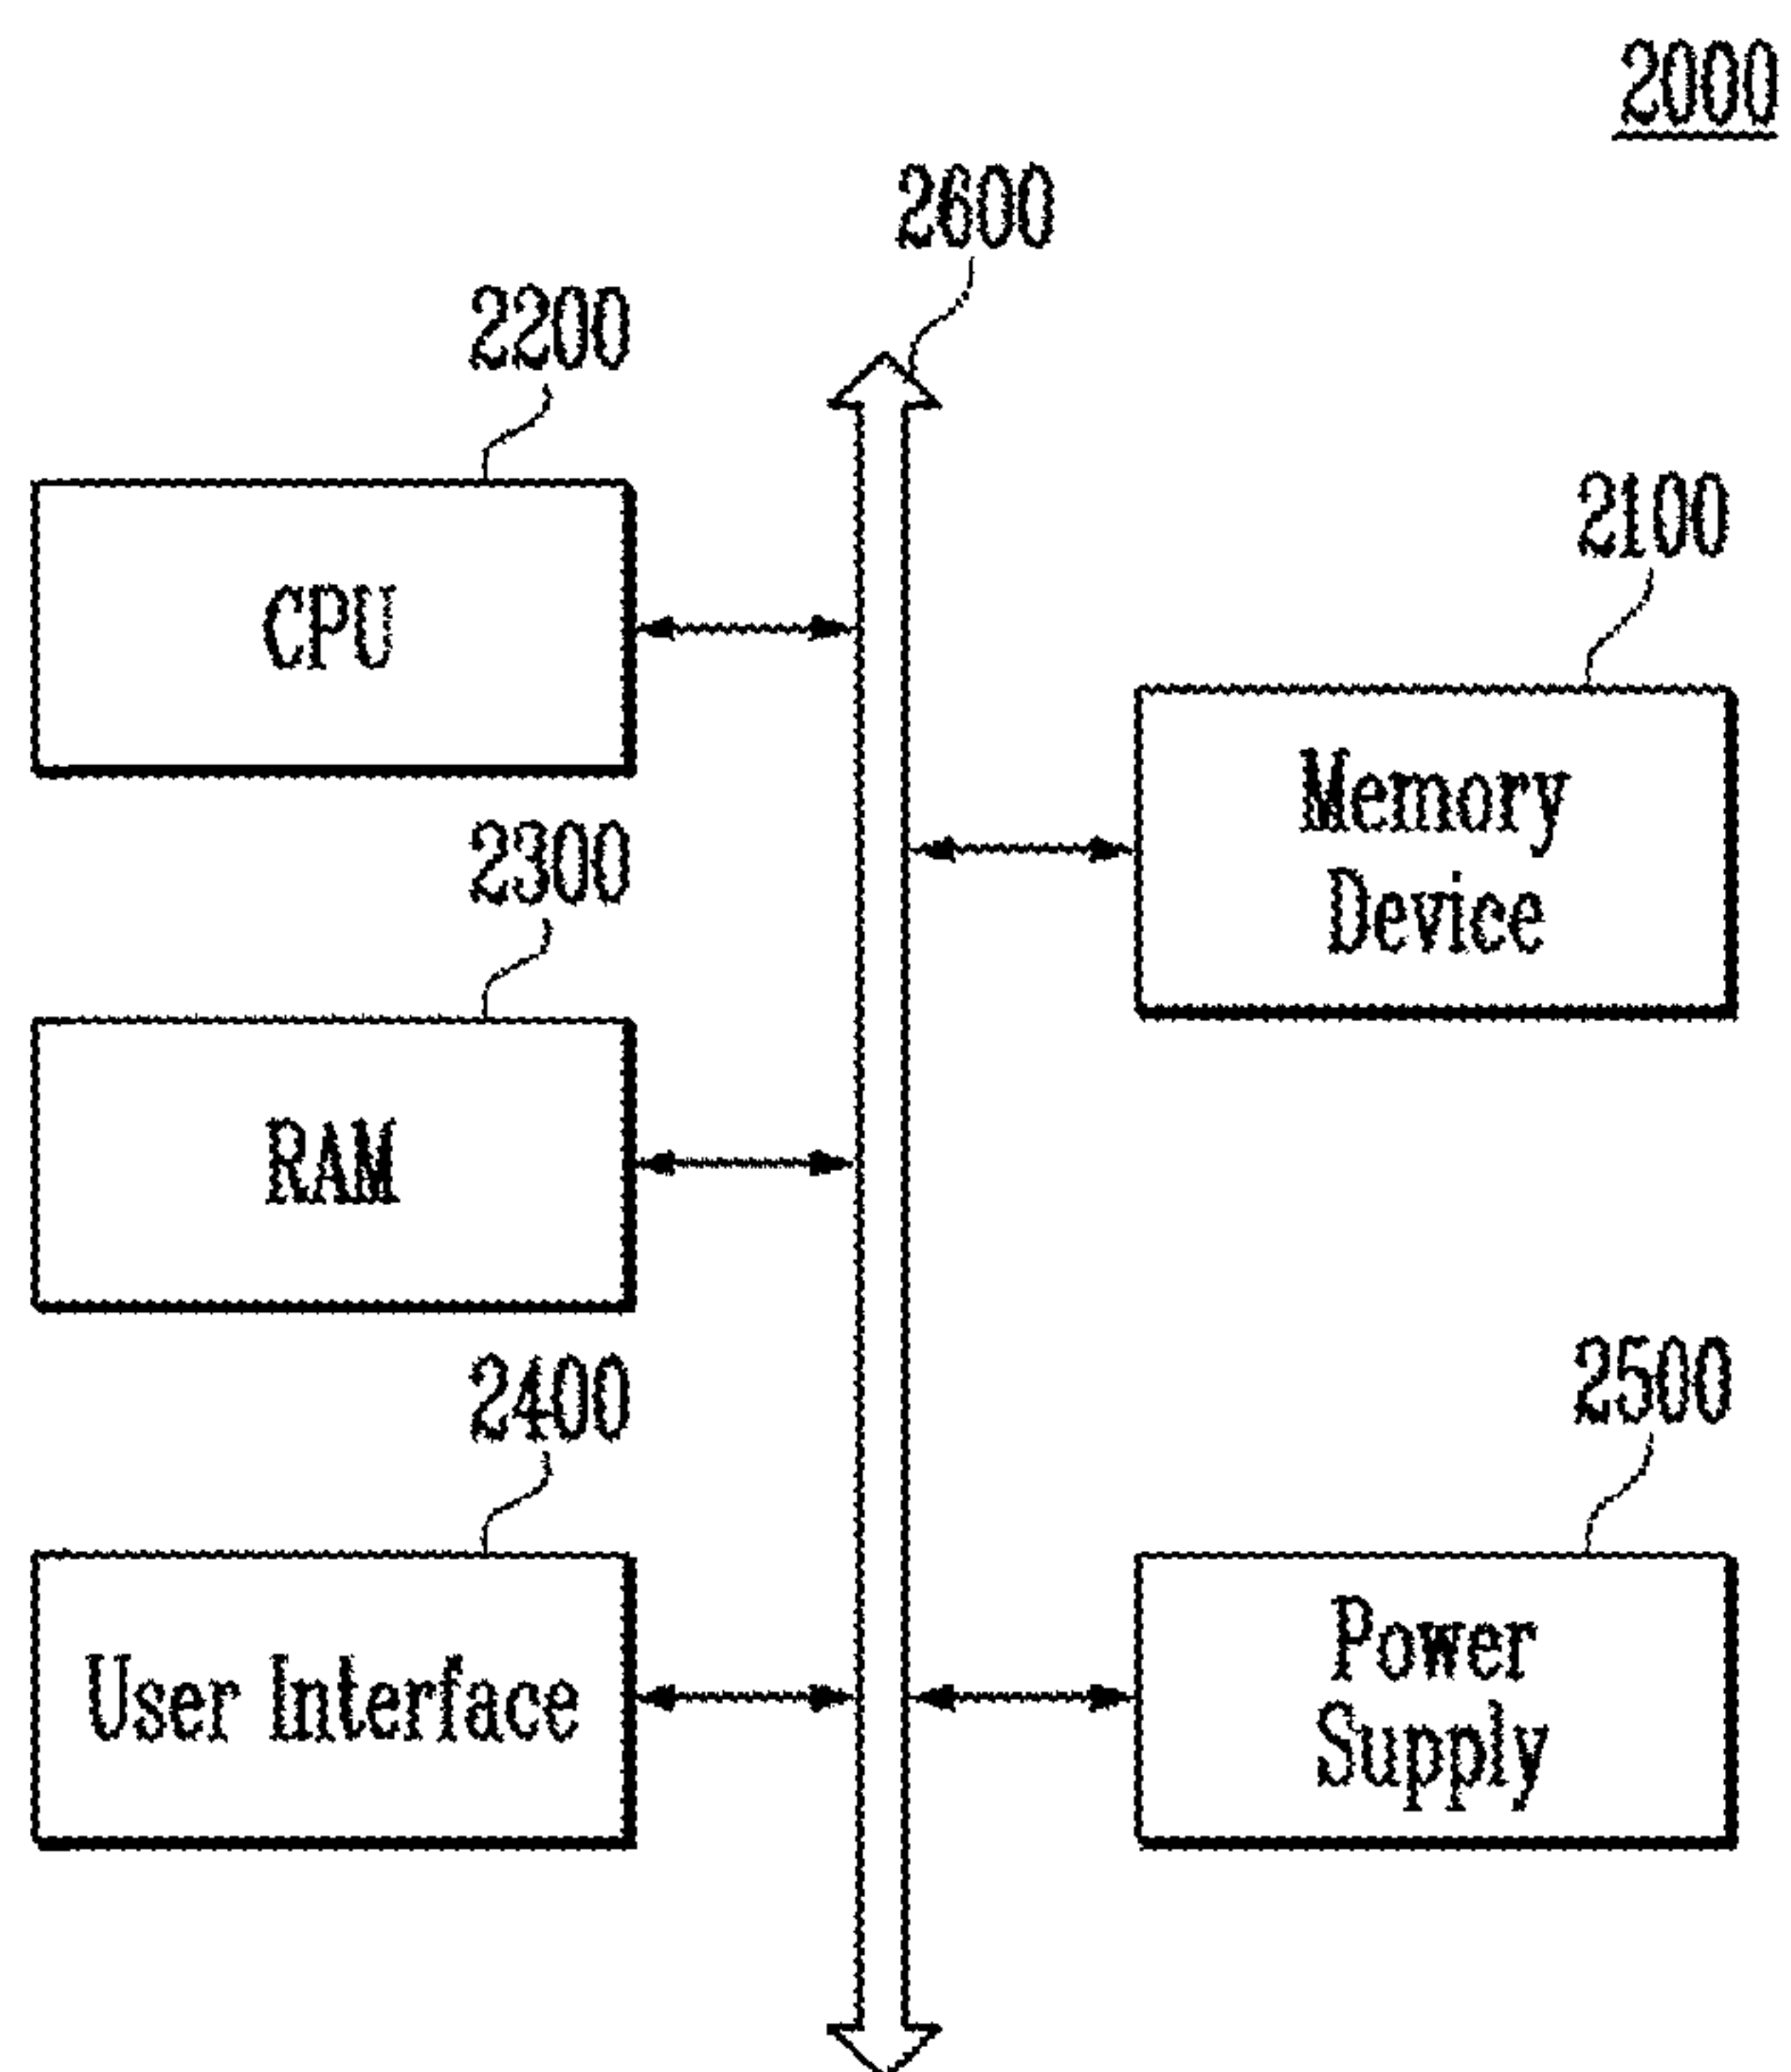 2000
2600
2200
CPU
2100
Memory
Device
2300
RAM
2400
User Interface
2500
Power
Supply